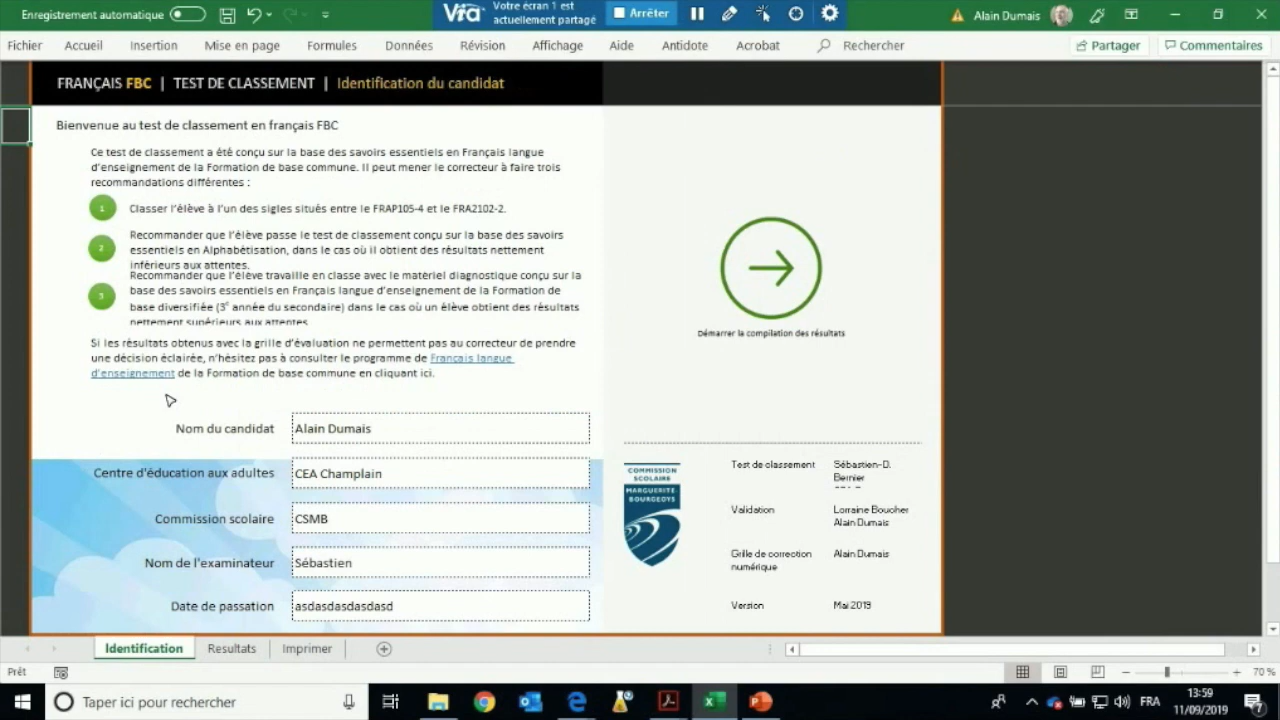 Enregistrement automatique
Vià
Votre écran 1 est
actuellement partagé
Arrêter
Alain Dumais
Fichier Accueil Insertion Mise en page Formules Données Révision Affichage Aide Antidote Acrobat Rechercher Partager Commentaires
FRANÇAIS FBC | TEST DE CLASSEMENT | Identification du candidat
Bienvenue au test de classement en français FBC
Ce test de classement a été conçu sur la base des savoirs essentiels en Français langue
d'enseignement de la Formation de base commune. Il peut mener le correcteur à faire trois
recommandations différentes :
1 Classer l'élève à l'un des sigles situés entre le FRAP105-4 et le FRA2102-2.
2 Recommander que l'élève passe le test de classement conçu sur la base des savoirs
essentiels en Alphabétisation, dans le cas où il obtient des résultats nettement
inférieurs aux attentes.
3 Recommander que l'élève travaille en classe avec le matériel diagnostique conçu sur la
base des savoirs essentiels en Français langue d'enseignement de la Formation de
base diversifiée (3e année du secondaire) dans le cas où un élève obtient des résultats
nettement supérieurs aux attentes
Si les résultats obtenus avec la grille d'évaluation ne permettent pas au correcteur de prendre
une décision éclairée, n'hésitez pas à consulter le programme de Français langue
d'enseignement de la Formation de base commune en cliquant ici.
Démarrer la compilation des résultats
Nom du candidat Alain Dumais
Centre d'éducation aux adultes CEA Champlain
Commission scolaire CSMB
Nom de l'examinateur Sébastien
Date de passation asdasdasdasdasd
COMMISSION
SCOLAIRE
MARGUERITE
BOURGEOYS
Test de classement Sébastien-D.
Bernier
Validation Lorraine Boucher
Alain Dumais
Grille de correction Alain Dumais
numérique
Version Mai 2019
Identification Resultats Imprimer
Prêt
70 %
Taper ici pour rechercher
FRA
13:59
11/09/2019
7